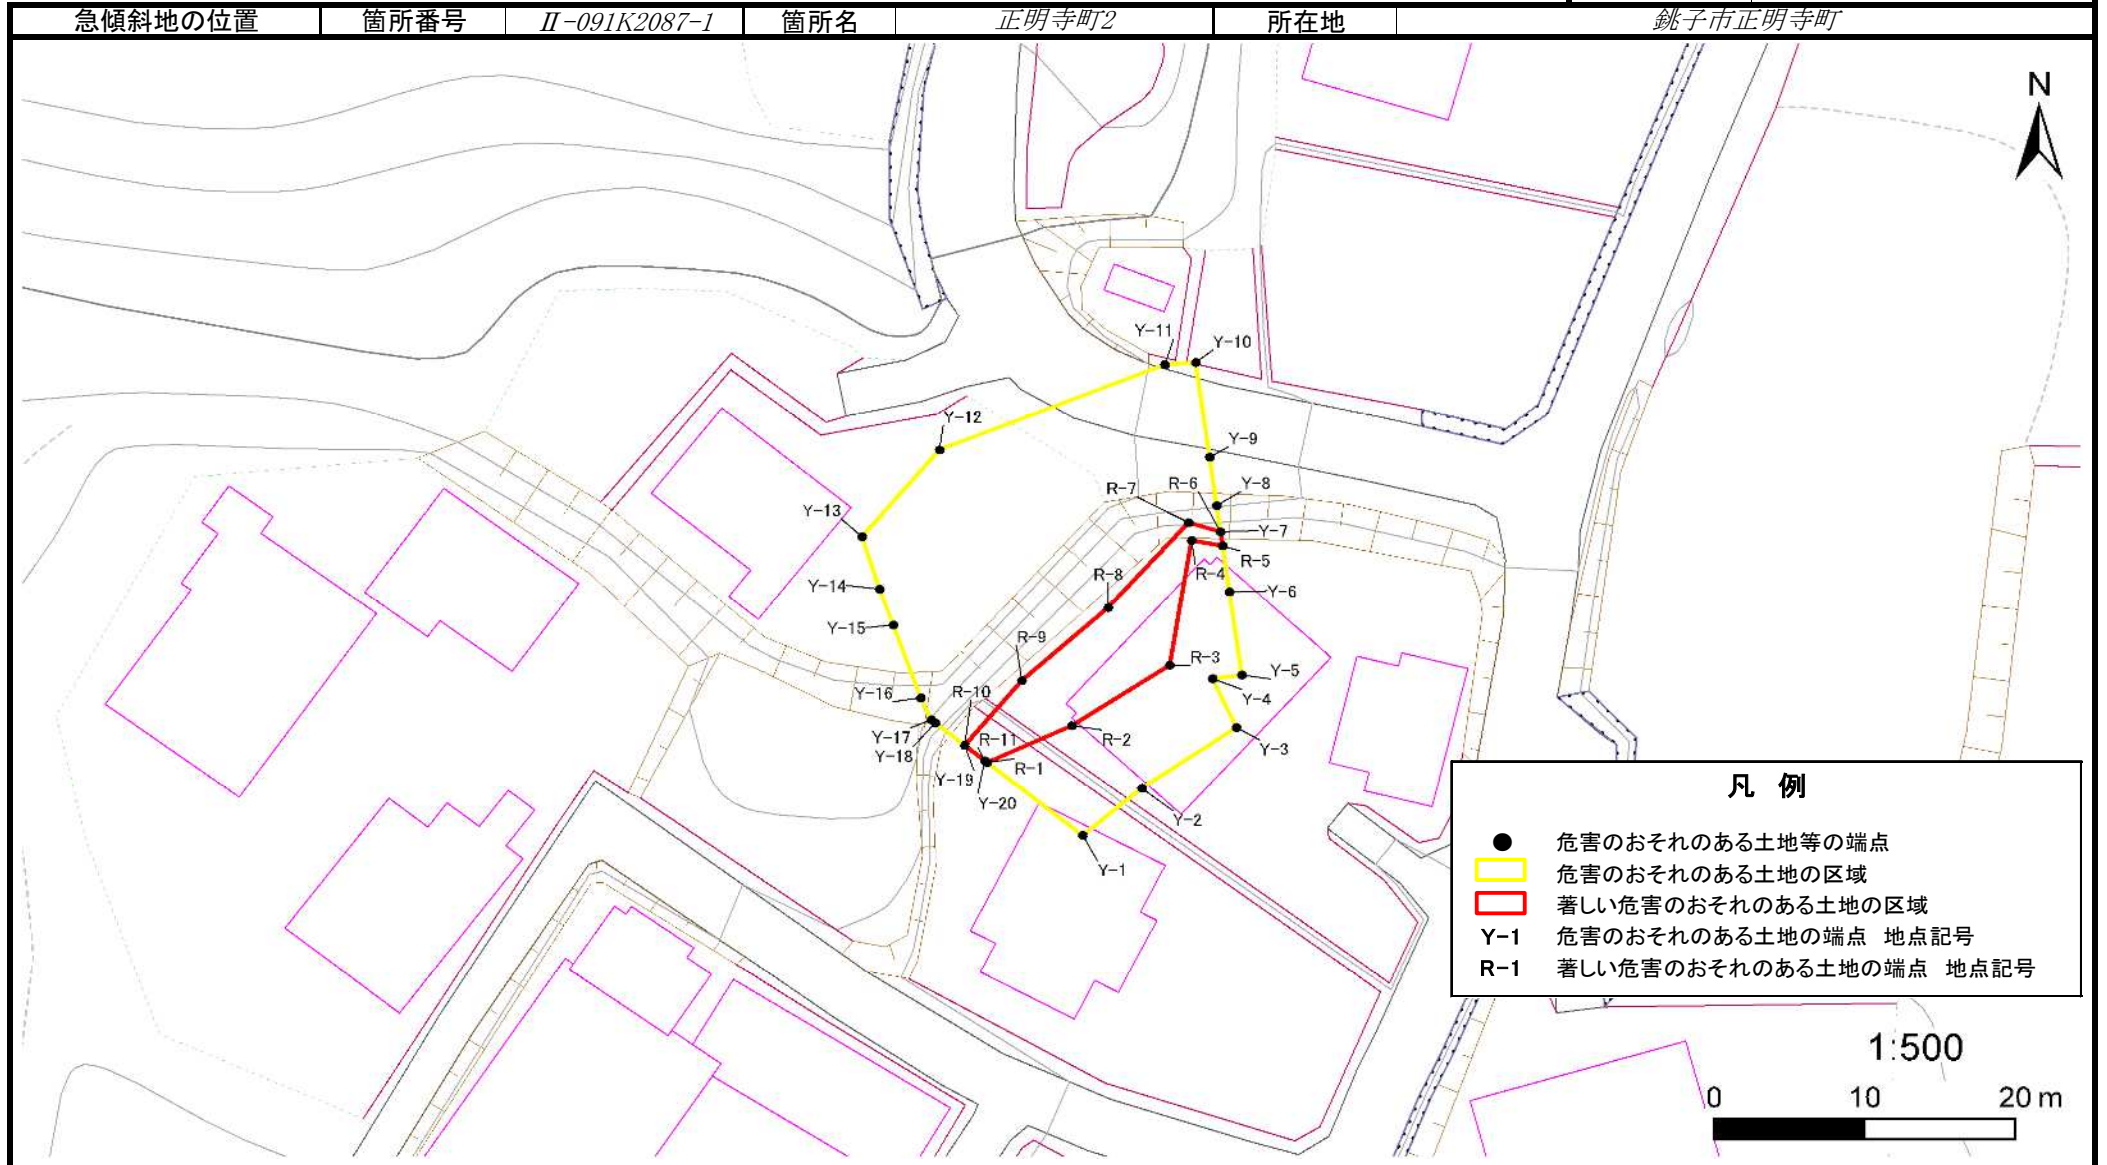 急傾斜地の位置 箇所番号 Ⅱ-091K2087-1 箇所名 正明寺町2 所在地 銚子市正明寺町
N
Y-11
Y-10
Y-12
Y-9
R-7
R-6
Y-8
Y-13
Y-7
R-4
R-5
Y-14
R-8
Y-6
Y-15
R-9
R-3
Y-5
Y-16
R-10
Y-4
Y-17
R-11
R-2
Y-3
Y-18
Y-19
R-1
Y-20
Y-2
Y-1
凡 例
危害のおそれのある土地等の端点
危害のおそれのある土地の区域
著しい危害のおそれのある土地の区域
Y-1 危害のおそれのある土地の端点 地点記号
R-1 著しい危害のおそれのある土地の端点 地点記号
1:500
0 10 20 m